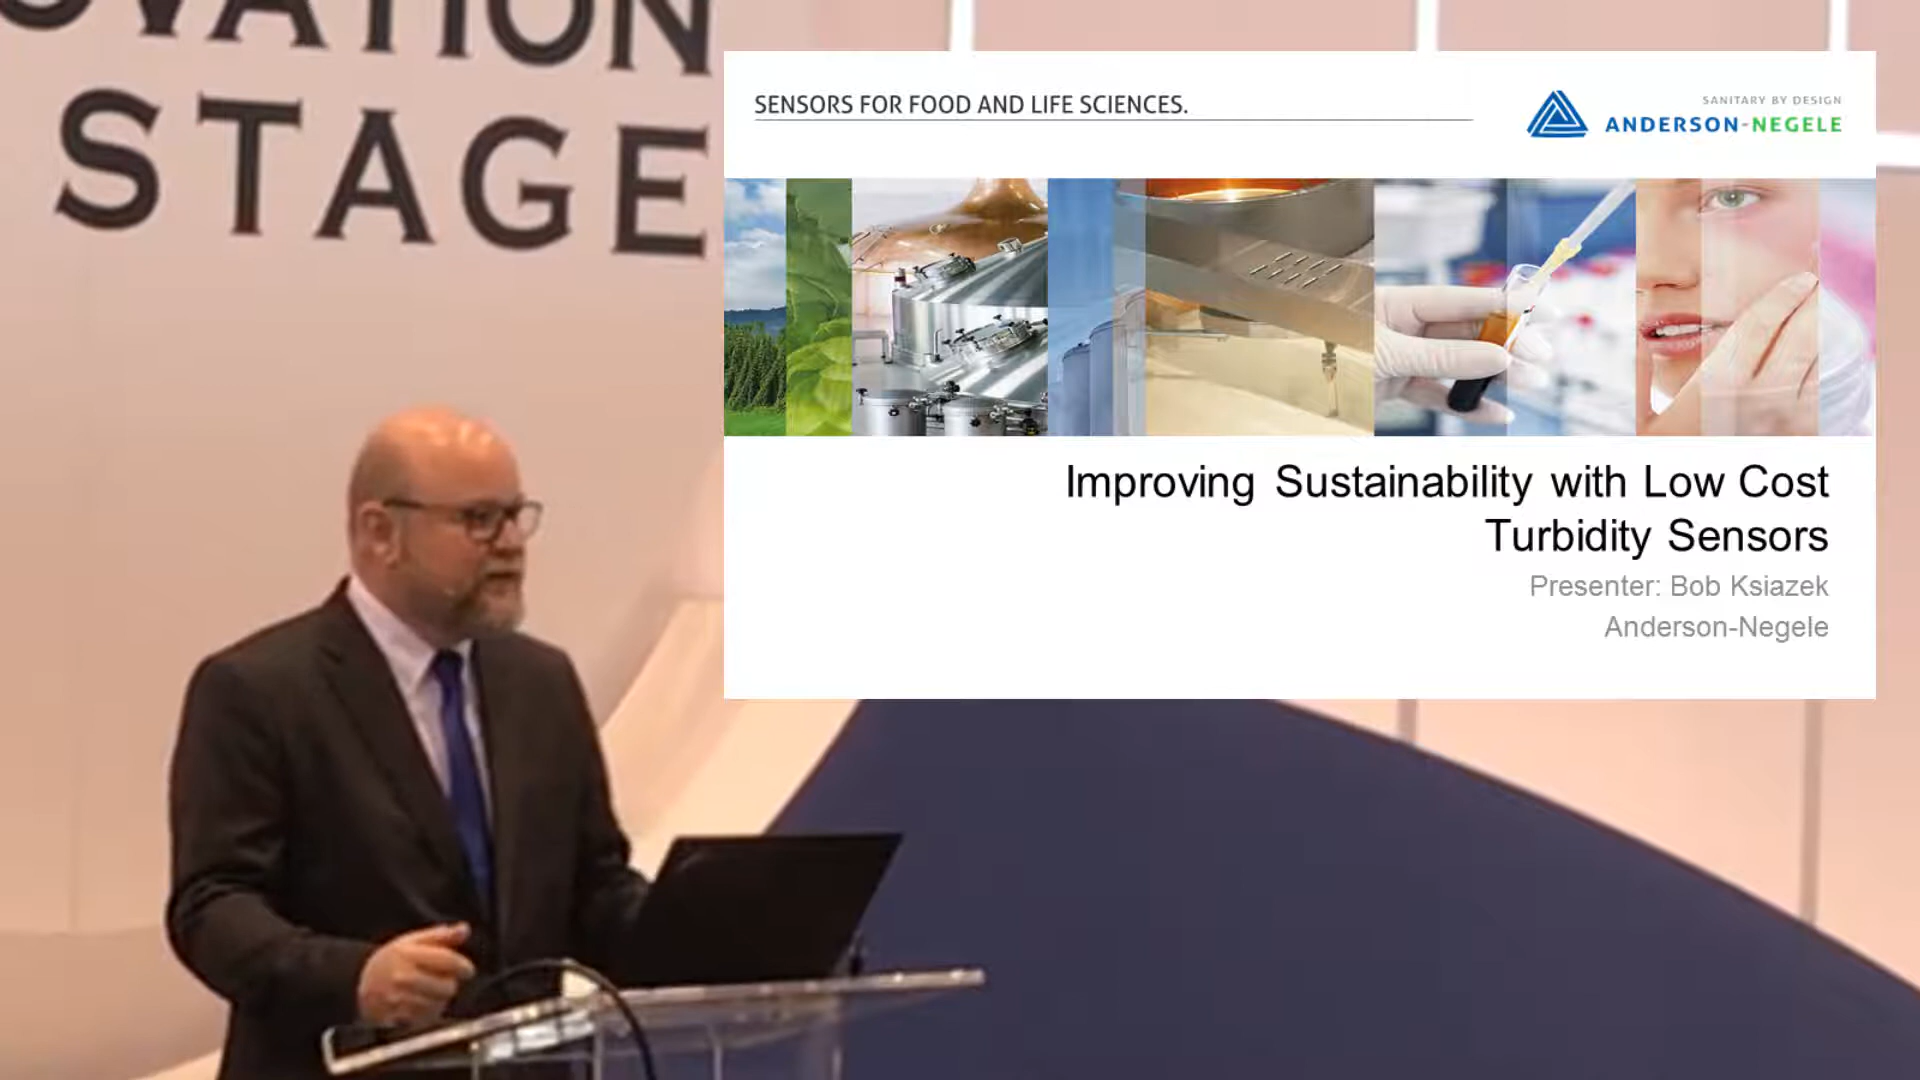 OVATION
STAGE
SENSORS FOR FOOD AND LIFE SCIENCES.
SANITARY BY DESIGN
ANDERSON-NEGELE
Improving Sustainability with Low Cost
Turbidity Sensors
Presenter: Bob Ksiazek
Anderson-Negele